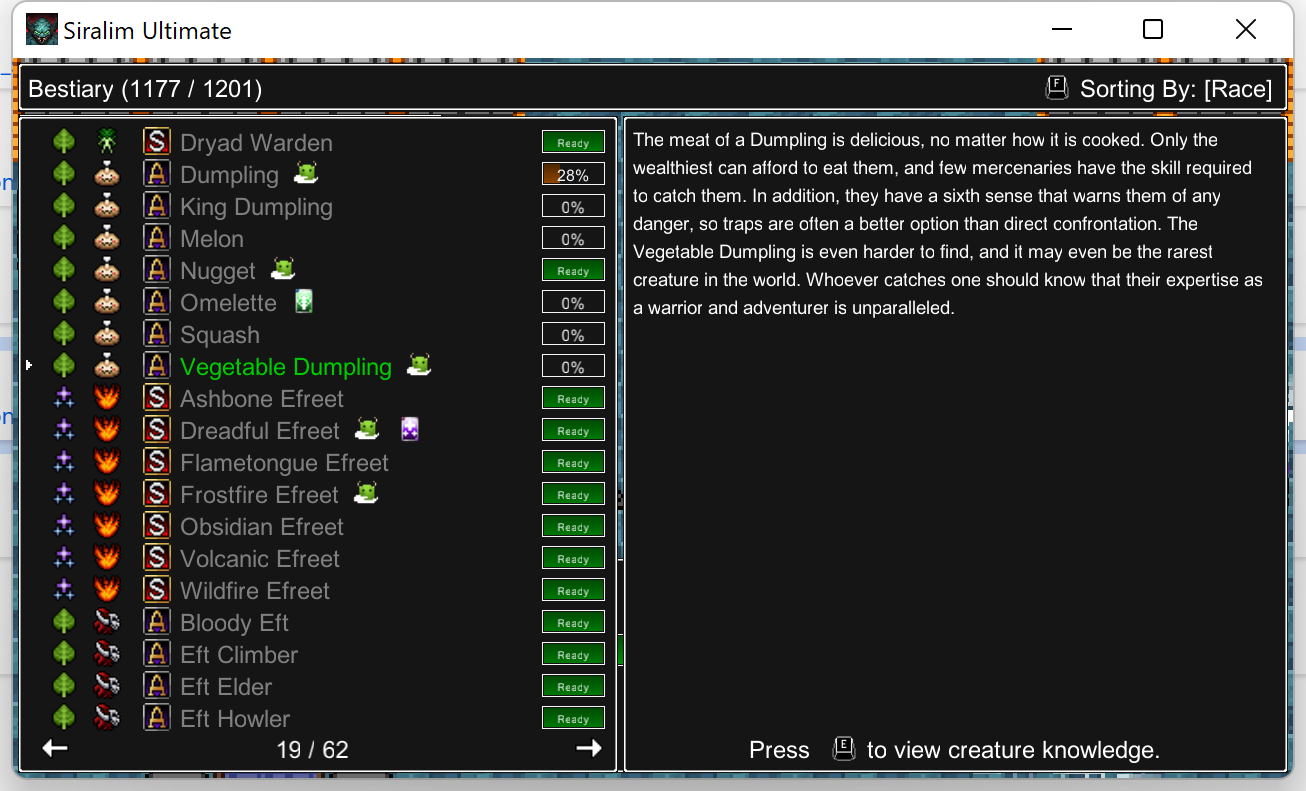 Siralim Ultimate
Bestiary (1177 / 1201)
F Sorting By: [Race]
S Dryad Warden Ready
A Dumpling 28%
A King Dumpling 0%
A Melon 0%
A Nugget Ready
A Omelette 0%
A Squash 0%
A Vegetable Dumpling 0%
S Ashbone Efreet Ready
S Dreadful Efreet Ready
S Flametongue Efreet Ready
S Frostfire Efreet Ready
S Obsidian Efreet Ready
S Volcanic Efreet Ready
S Wildfire Efreet Ready
A Bloody Eft Ready
A Eft Climber Ready
A Eft Elder Ready
A Eft Howler Ready
19 / 62
The meat of a Dumpling is delicious, no matter how it is cooked. Only the
wealthiest can afford to eat them, and few mercenaries have the skill required
to catch them. In addition, they have a sixth sense that warns them of any
danger, so traps are often a better option than direct confrontation. The
Vegetable Dumpling is even harder to find, and it may even be the rarest
creature in the world. Whoever catches one should know that their expertise as
a warrior and adventurer is unparalleled.
Press E to view creature knowledge.